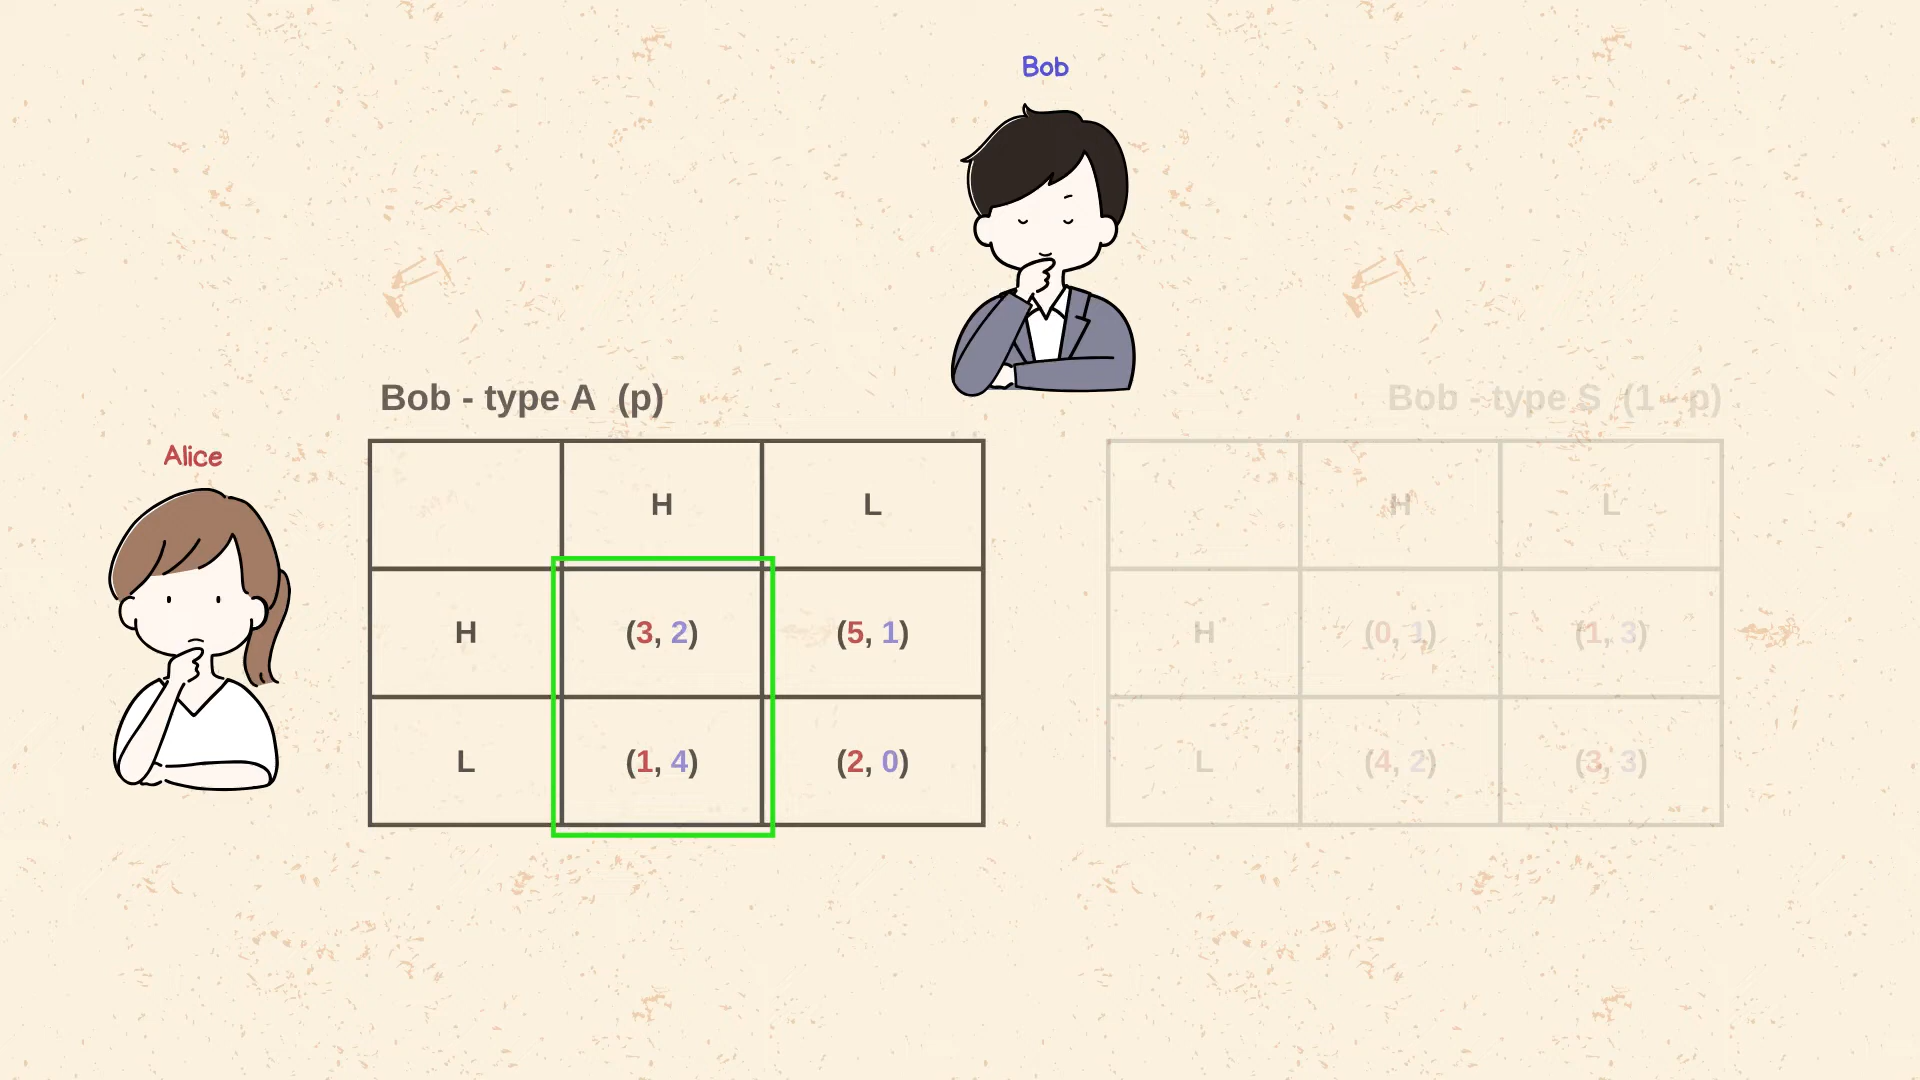 Bob
Alice
Bob - type A (p)
H L
H (3, 2) (5, 1)
L (1, 4) (2, 0)
Bob - type S (1 - p)
H L
H (0, 1) (1, 3)
L (4, 2) (3, 3)